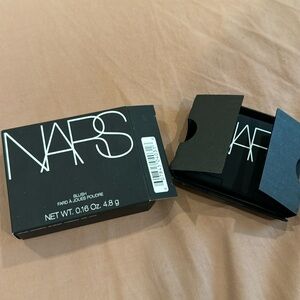 NARS
BLUSH
FARD À JOUES POUDRE
NET WT. 0.16 Oz. 4.8 g
NARS